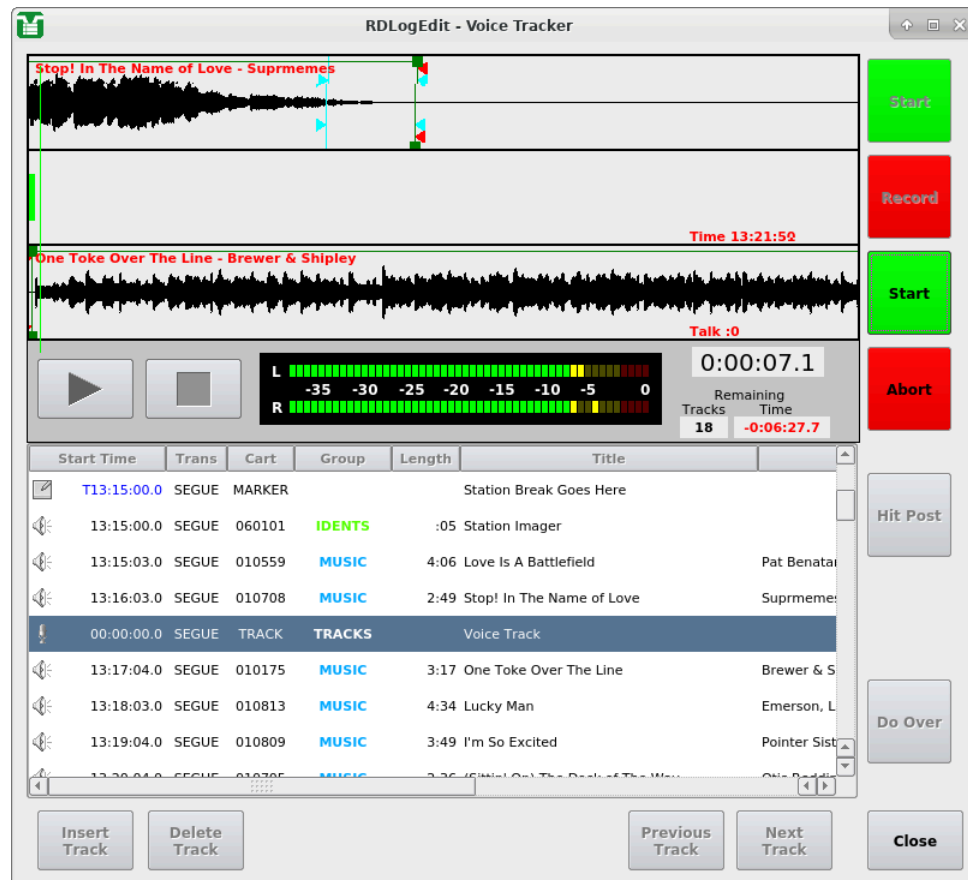 RDLogEdit - Voice Tracker
Stop! In The Name of Love - Suprmemes
Start
Record
Time 13:21:52
One Toke Over The Line - Brewer & Shipley
Start
Talk :0
L
-35 -30 -25 -20 -15 -10 -5 0
R
0:00:07.1
Remaining
Tracks Time
18 -0:06:27.7
Abort
Start Time Trans Cart Group Length Title
T13:15:00.0 SEGUE MARKER Station Break Goes Here
13:15:00.0 SEGUE 060101 IDENTS :05 Station Imager
13:15:03.0 SEGUE 010559 MUSIC 4:06 Love Is A Battlefield Pat Benatar
13:16:03.0 SEGUE 010708 MUSIC 2:49 Stop! In The Name of Love Suprmemes
00:00:00.0 SEGUE TRACK TRACKS Voice Track
13:17:04.0 SEGUE 010175 MUSIC 3:17 One Toke Over The Line Brewer & S
13:18:03.0 SEGUE 010813 MUSIC 4:34 Lucky Man Emerson, L
13:19:04.0 SEGUE 010809 MUSIC 3:49 I'm So Excited Pointer Sist
Hit Post
Do Over
Insert Track
Delete Track
Previous Track
Next Track
Close